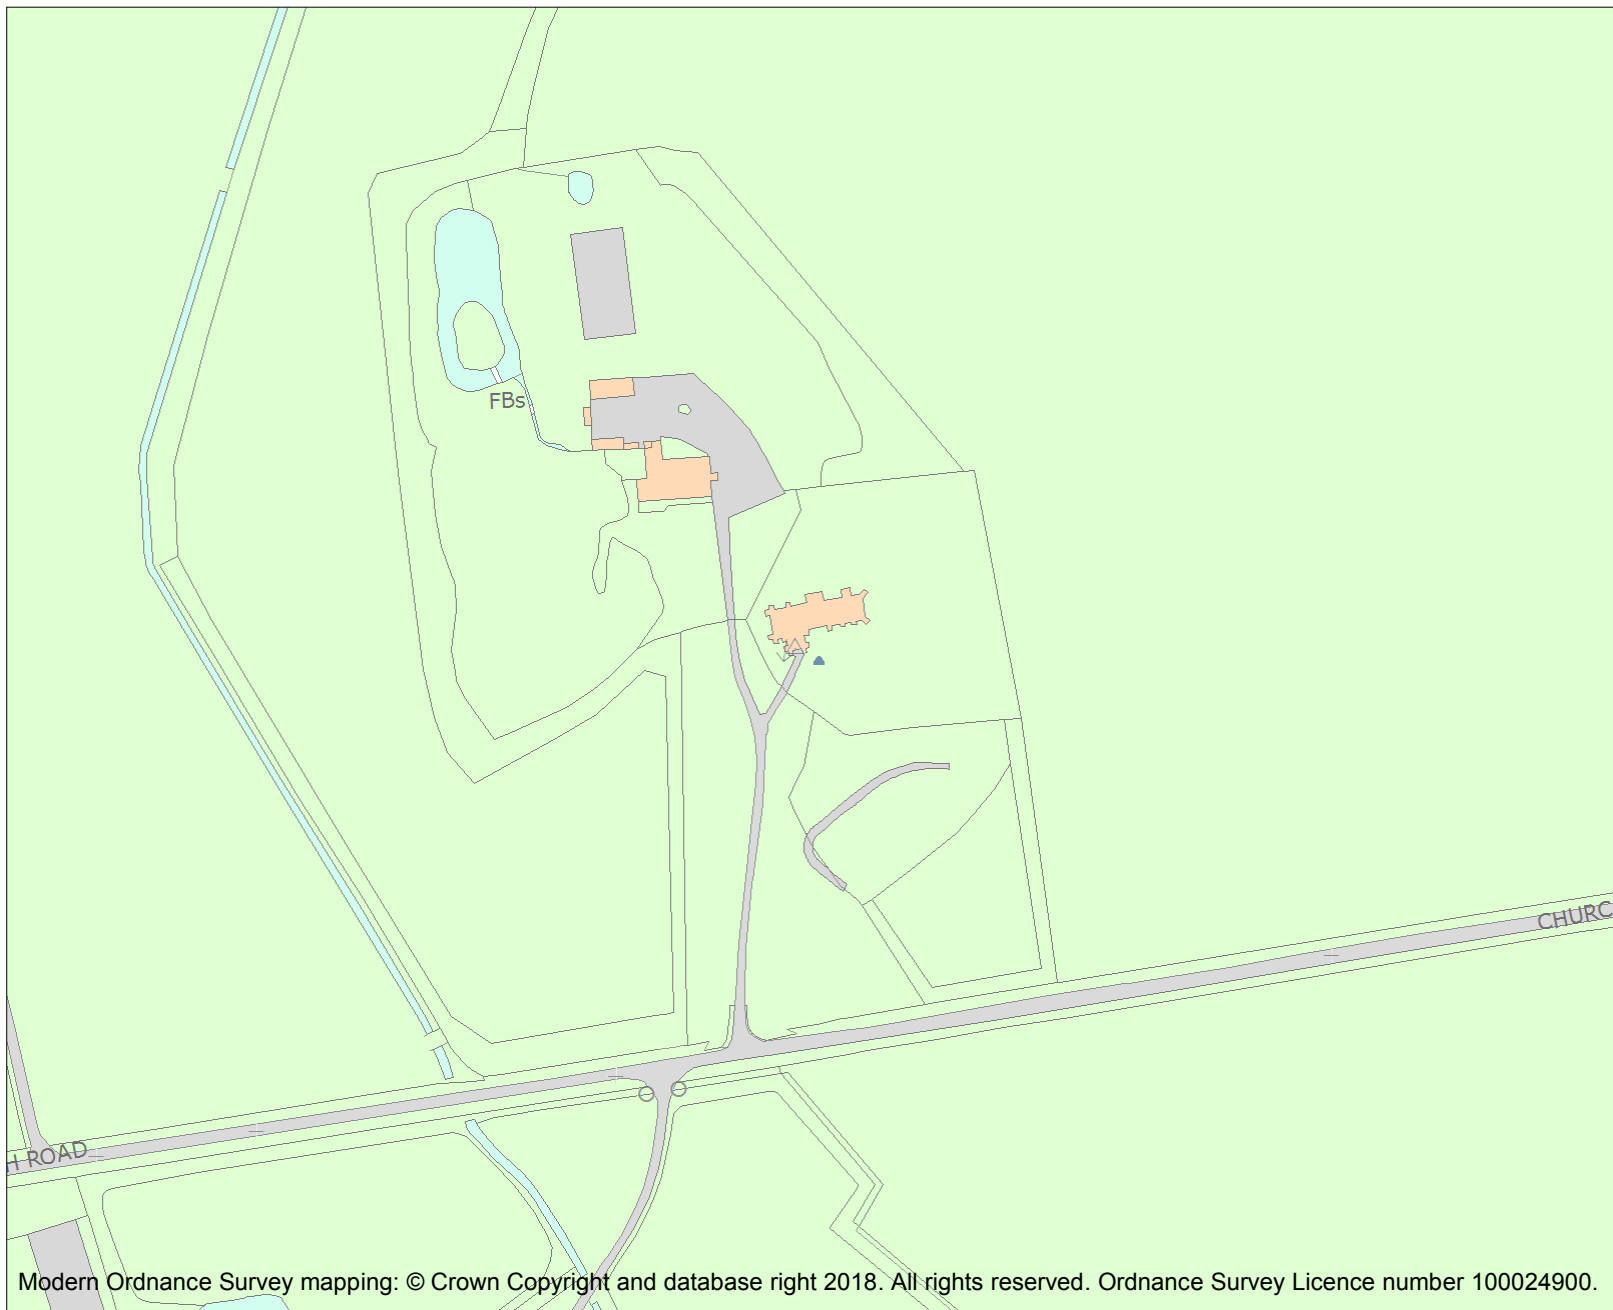 FBs
CHURC
H ROAD
Modern Ordnance Survey mapping: © Crown Copyright and database right 2018. All rights reserved. Ordnance Survey Licence number 100024900.